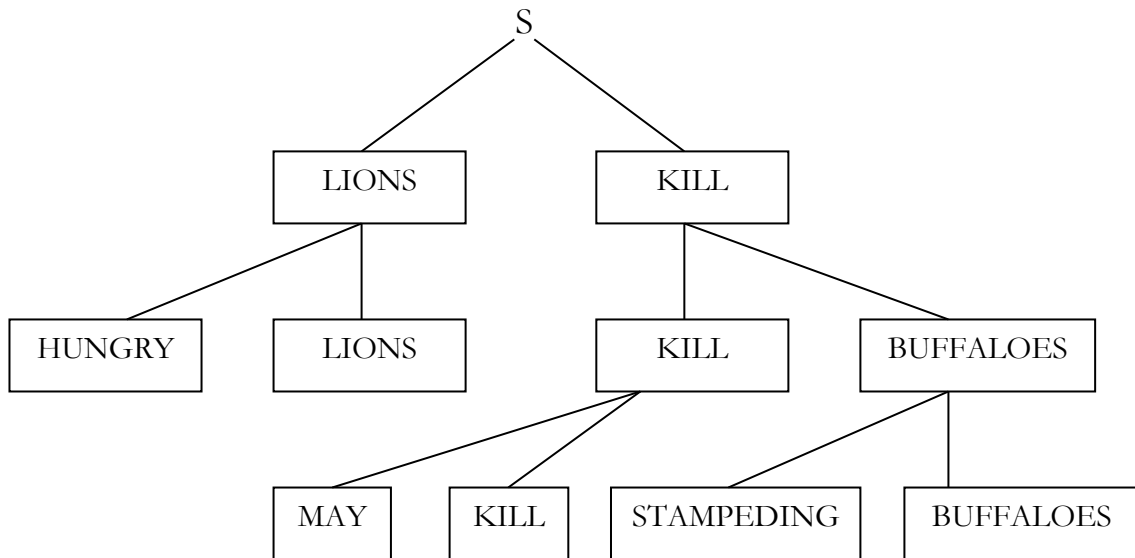 S
LIONS KILL
HUNGRY LIONS KILL BUFFALOES
MAY KILL STAMPEDING BUFFALOES